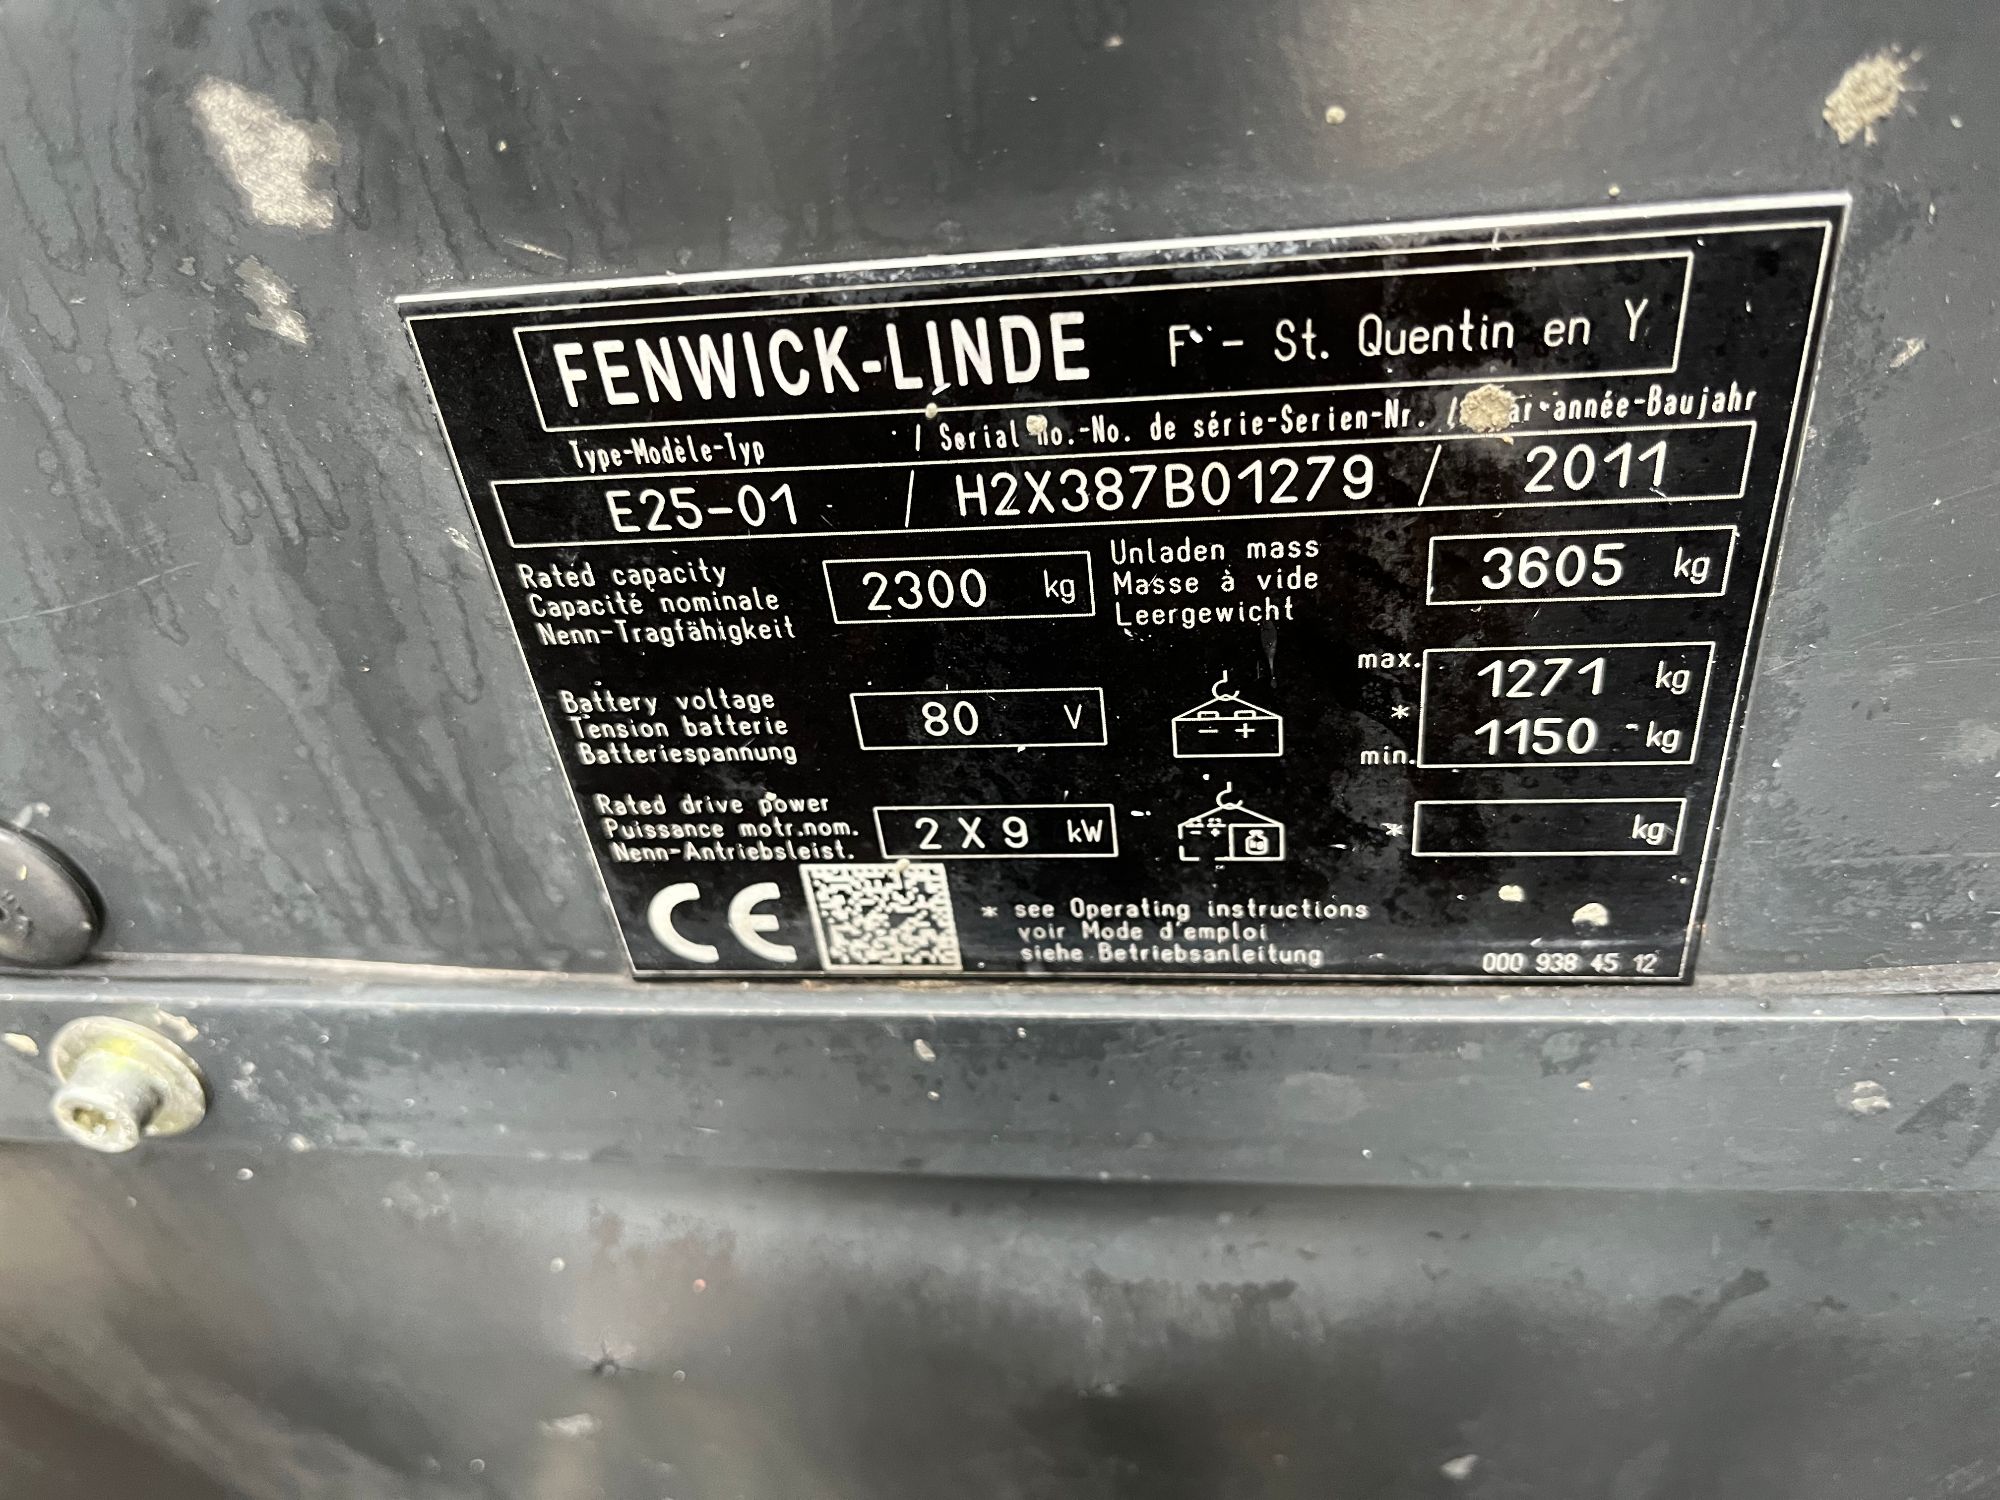 FENWICK-LINDE F - St. Quentin en Y
Type-Modèle-Typ / Serial no.-No. de série-Serien-Nr. / année-Baujahr
E25-01 / H2X387B01279 / 2011
Rated capacity
Capacité nominale
Nenn-Tragfähigkeit
2300 kg
Unladen mass
Masse à vide
Leergewicht
3605 kg
Battery voltage
Tension batterie
Batteriespannung
80 V
- +
max. 1271 kg
*
min. 1150 kg
Rated drive power
Puissance motr.nom.
Nenn-Antriebsleist.
2 X 9 kW
- +
kg
* kg
CE
* see Operating instructions
voir Mode d'emploi
siehe Betriebsanleitung
000 938 45 12